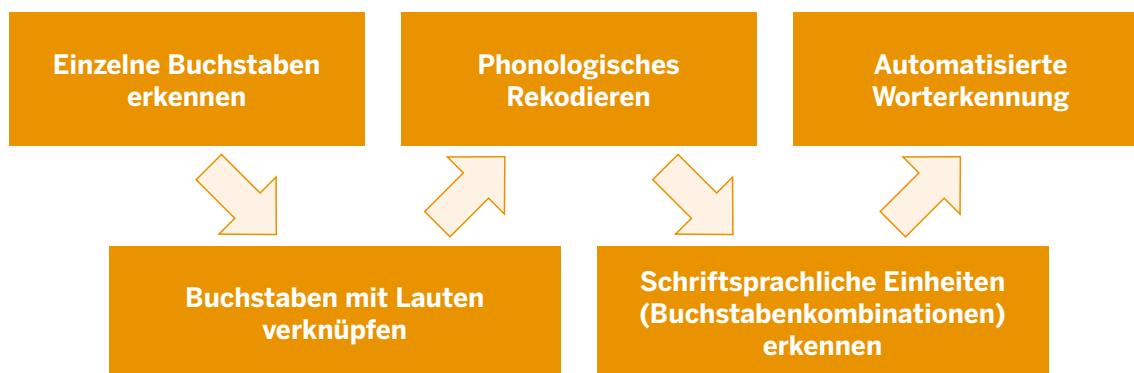 Einzelne Buchstaben
erkennen
Buchstaben mit Lauten
verknüpfen
Phonologisches
Rekodieren
Schriftsprachliche Einheiten
(Buchstabenkombinationen)
erkennen
Automatisierte
Worterkennung